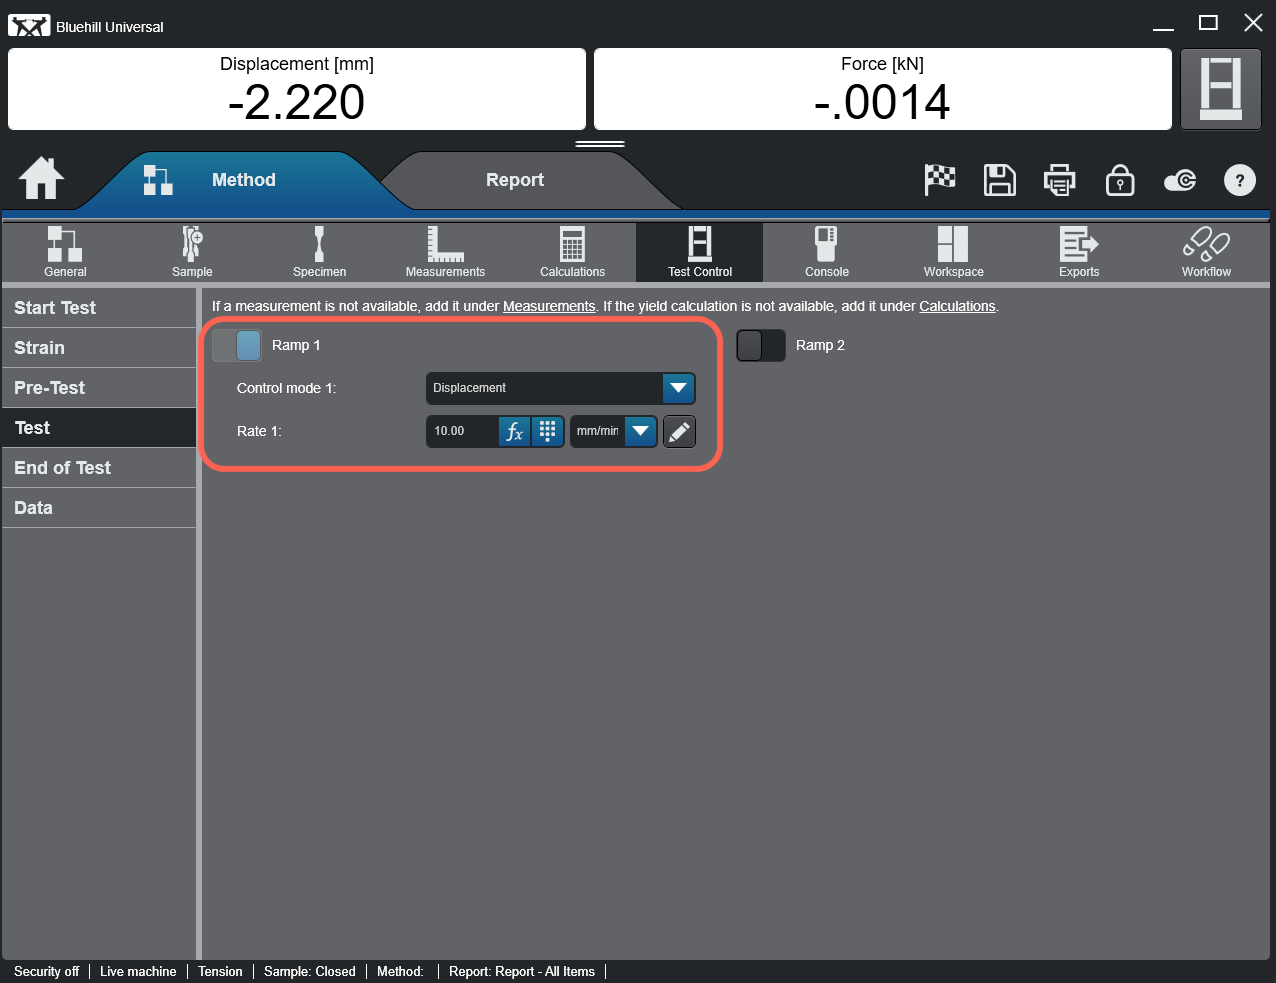 Bluehill Universal
Displacement [mm]
-2.220
Force [kN]
-.0014
Method
Report
?
General
Sample
Specimen
Measurements
Calculations
Test Control
Console
Workspace
Exports
Workflow
Start Test
Strain
Pre-Test
Test
End of Test
Data
If a measurement is not available, add it under Measurements. If the yield calculation is not available, add it under Calculations.
Ramp 1
Ramp 2
Control mode 1:
Displacement
Rate 1:
10.00
fx
mm/min
Security off
Live machine
Tension
Sample: Closed
Method:
Report: Report - All Items